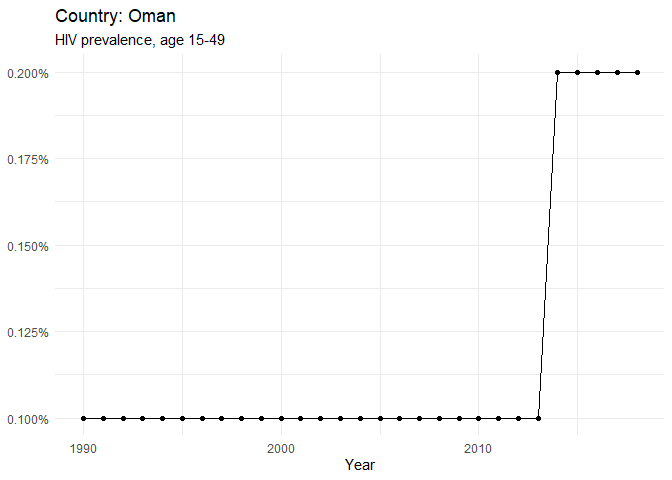 Country: Oman
HIV prevalence, age 15-49
0.200%
0.175%
0.150%
0.125%
0.100%
1990 2000 2010
Year